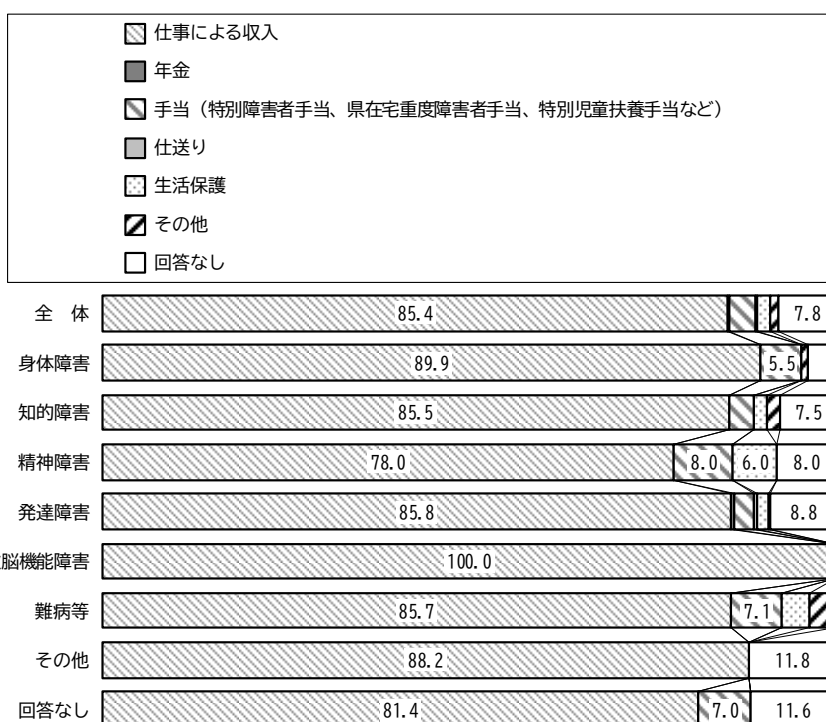 仕事による収入
年金
手当（特別障害者手当、県在宅重度障害者手当、特別児童扶養手当など）
仕送り
生活保護
その他
回答なし
全　体 85.4 7.8
身体障害 89.9 5.5
知的障害 85.5 7.5
精神障害 78.0 8.0 6.0 8.0
発達障害 85.8 8.8
脳機能障害 100.0
難病等 85.7 7.1
その他 88.2 11.8
回答なし 81.4 7.0 11.6